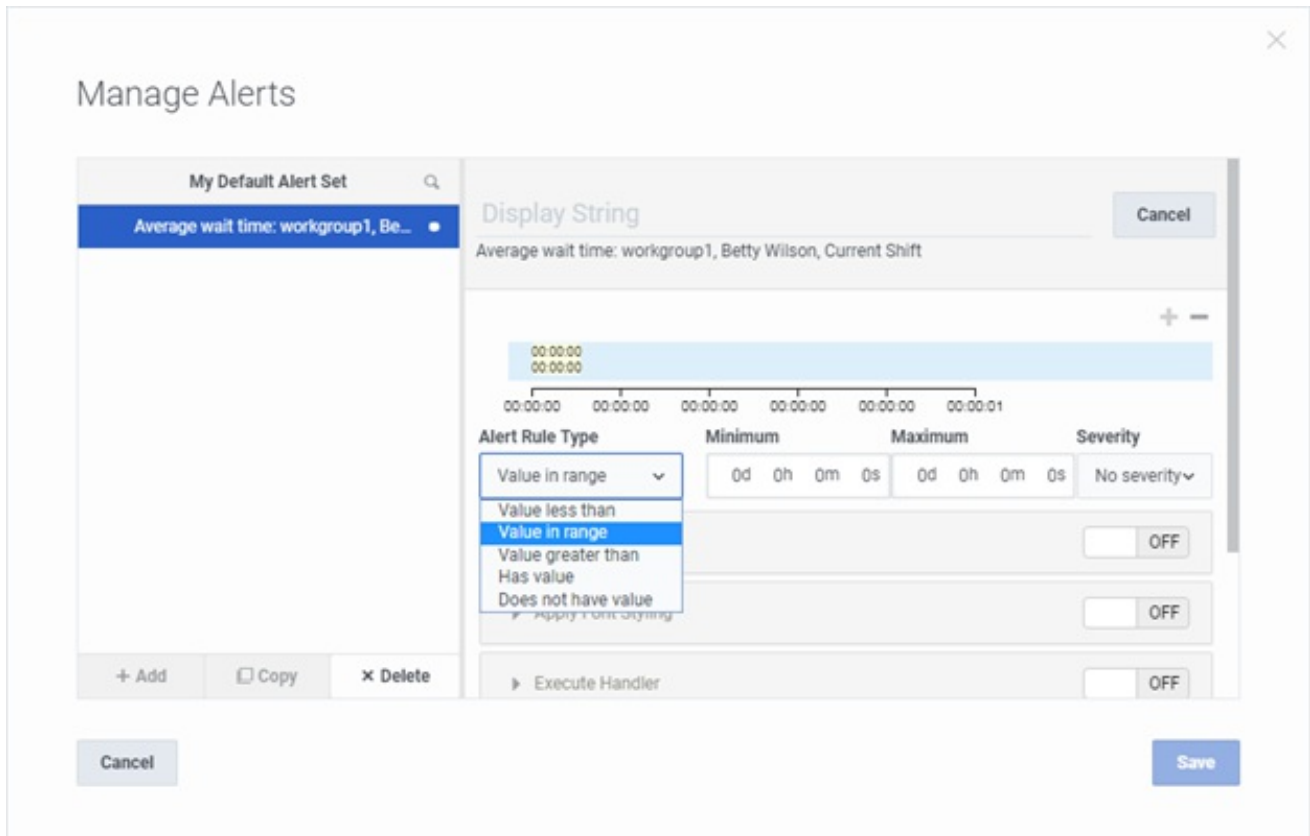 Manage Alerts
My Default Alert Set
Average wait time: workgroup1, Be...
Display String
Cancel
Average wait time: workgroup1, Betty Wilson, Current Shift
00:00:00
00:00:00
00:00:00 00:00:00 00:00:00 00:00:00 00:00:00 00:00:01
Alert Rule Type Minimum Maximum Severity
Value in range 0d 0h 0m 0s 0d 0h 0m 0s No severity
Value less than
Value in range
Value greater than
Has value
Does not have value
OFF
Apply Font Styling OFF
Execute Handler OFF
+ Add Copy × Delete
Cancel Save